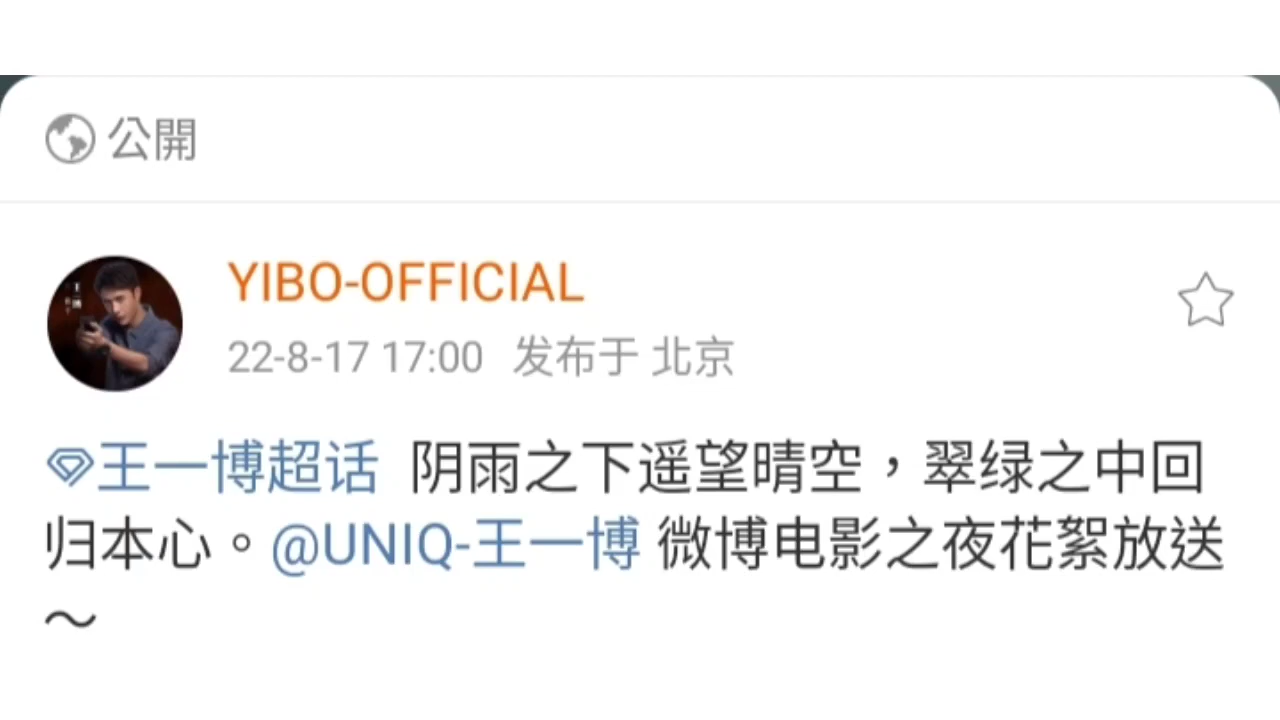 公開
YIBO-OFFICIAL
22-8-17 17:00 发布于 北京
王一博超话 阴雨之下遥望晴空，翠绿之中回
归本心。@UNIQ-王一博 微博电影之夜花絮放送
～